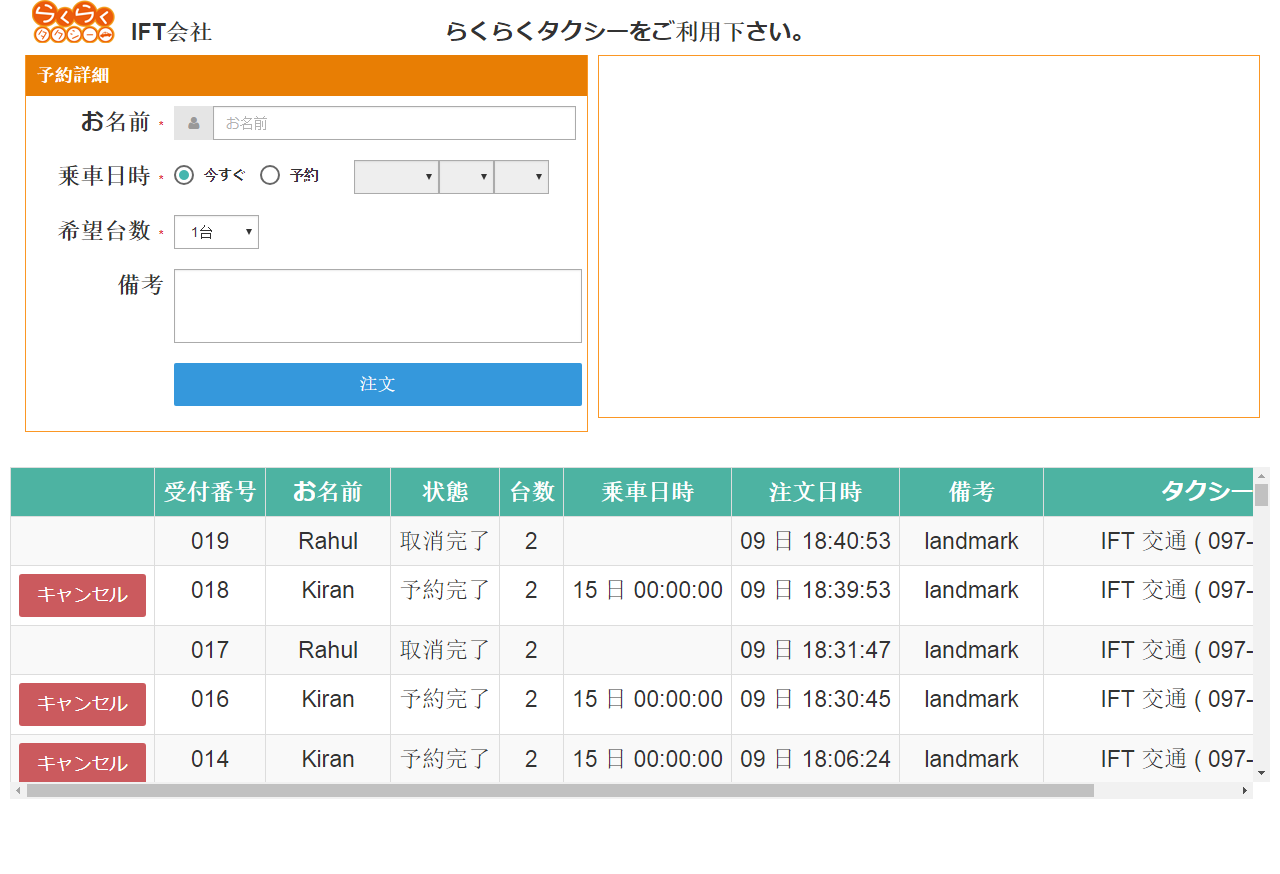 らくらく
タクシー
IFT会社
らくらくタクシーをご利用下さい。
予約詳細
お名前 *
お名前
乗車日時 * 今すぐ 予約
希望台数 * 1台
備考
注文
受付番号 お名前 状態 台数 乗車日時 注文日時 備考 タクシー
019 Rahul 取消完了 2 09 日 18:40:53 landmark IFT 交通 ( 097-
キャンセル 018 Kiran 予約完了 2 15 日 00:00:00 09 日 18:39:53 landmark IFT 交通 ( 097-
017 Rahul 取消完了 2 09 日 18:31:47 landmark IFT 交通 ( 097-
キャンセル 016 Kiran 予約完了 2 15 日 00:00:00 09 日 18:30:45 landmark IFT 交通 ( 097-
キャンセル 014 Kiran 予約完了 2 15 日 00:00:00 09 日 18:06:24 landmark IFT 交通 ( 097-